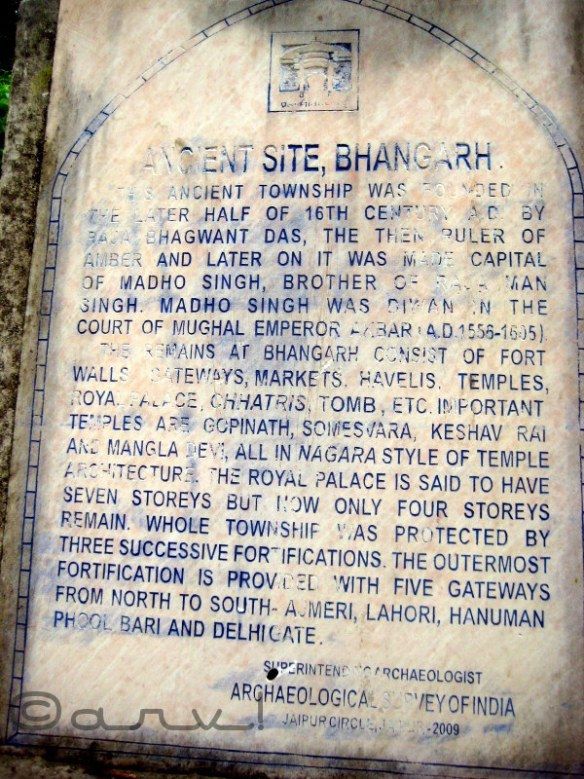 ANCIENT SITE, BHANGARH.
THIS ANCIENT TOWNSHIP WAS FOUNDED IN
THE LATER HALF OF 16TH CENTURY A.D. BY
RAJA BHAGWANT DAS, THE THEN RULER OF
AMBER AND LATER ON IT WAS MADE CAPITAL
OF MADHO SINGH, BROTHER OF RAJA MAN
SINGH. MADHO SINGH WAS DIWAN IN THE
COURT OF MUGHAL EMPEROR AKBAR (A.D.1556-1605)
THE REMAINS AT BHANGARH CONSIST OF FORT
WALLS GATEWAYS, MARKETS. HAVELIS, TEMPLES,
ROYAL PALACE, CHHATRIS, TOMB, ETC. IMPORTANT
TEMPLES ARE GOPINATH, SOMESVARA, KESHAV RAI
AND MANGLA DEVI, ALL IN NAGARA STYLE OF TEMPLE
ARCHITECTURE. THE ROYAL PALACE IS SAID TO HAVE
SEVEN STOREYS BUT NOW ONLY FOUR STOREYS
REMAIN. WHOLE TOWNSHIP WAS PROTECTED BY
THREE SUCCESSIVE FORTIFICATIONS. THE OUTERMOST
FORTIFICATION IS PROVIDED WITH FIVE GATEWAYS
FROM NORTH TO SOUTH- AJMERI, LAHORI, HANUMAN
PHOOL BARI AND DELHI GATE.
SUPERINTENDING ARCHAEOLOGIST
ARCHAEOLOGICAL SURVEY OF INDIA
JAIPUR CIRCLE, JAIPUR.-2009